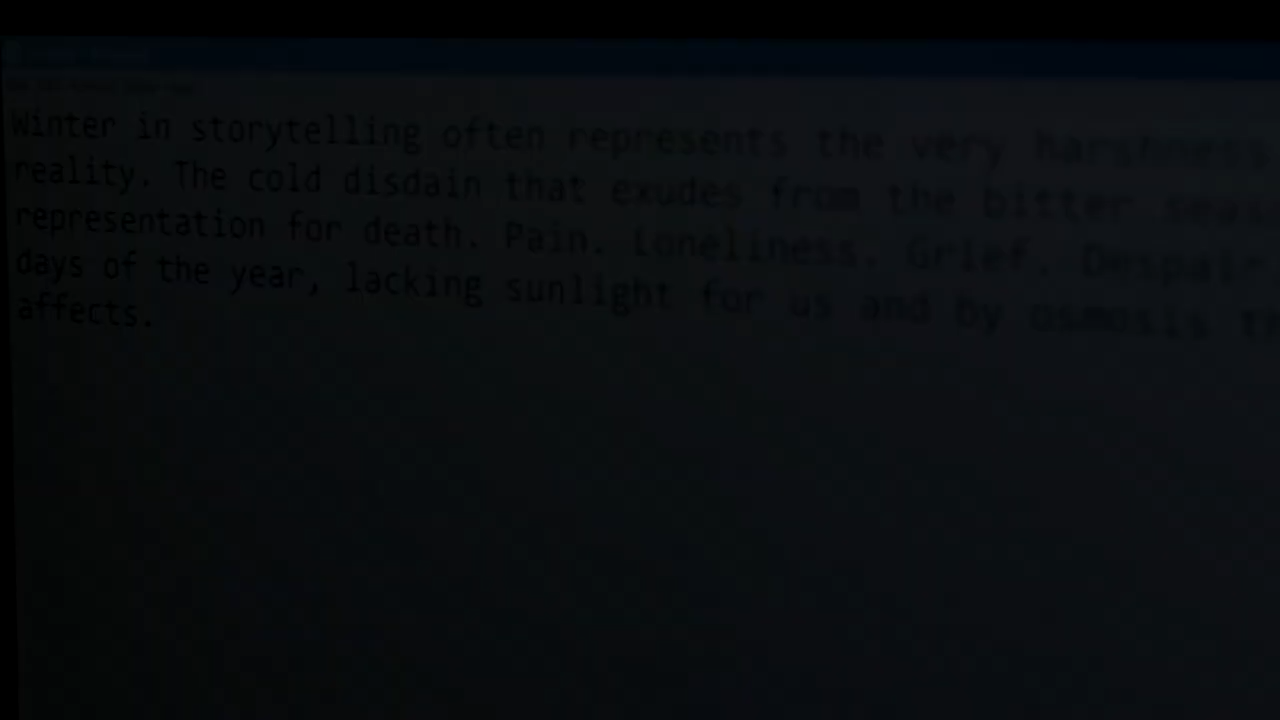 Winter in storytelling often represents the very harshness
reality. The cold disdain that exudes from the bitter
representation for death. Pain. Loneliness. Grief. Despair.
days of the year, lacking sunlight for us and by osmosis
affects.